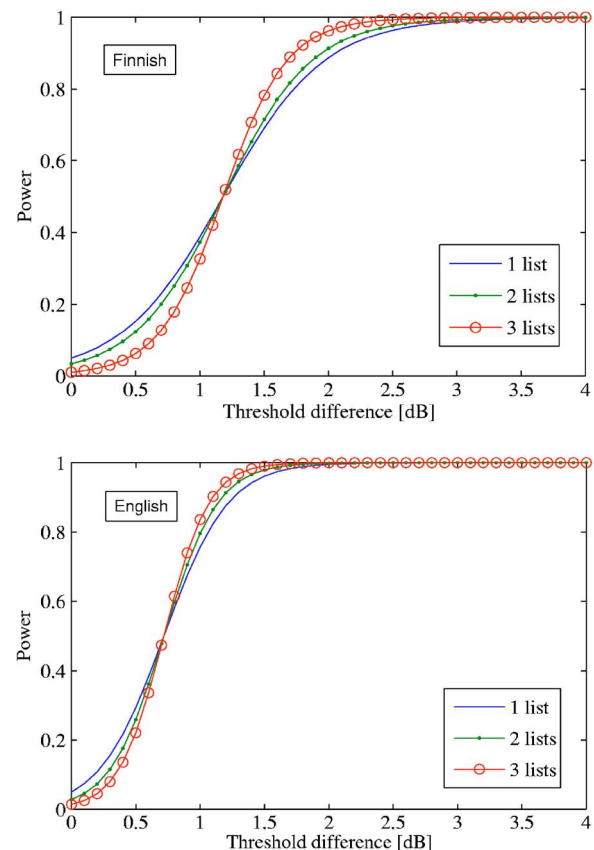 1
0.8
0.6
0.4
0.2
0
Power
Finnish
1 list
2 lists
3 lists
0 0.5 1 1.5 2 2.5 3 3.5 4
Threshold difference [dB]
1
0.8
0.6
0.4
0.2
0
Power
English
1 list
2 lists
3 lists
0 0.5 1 1.5 2 2.5 3 3.5 4
Threshold difference [dB]